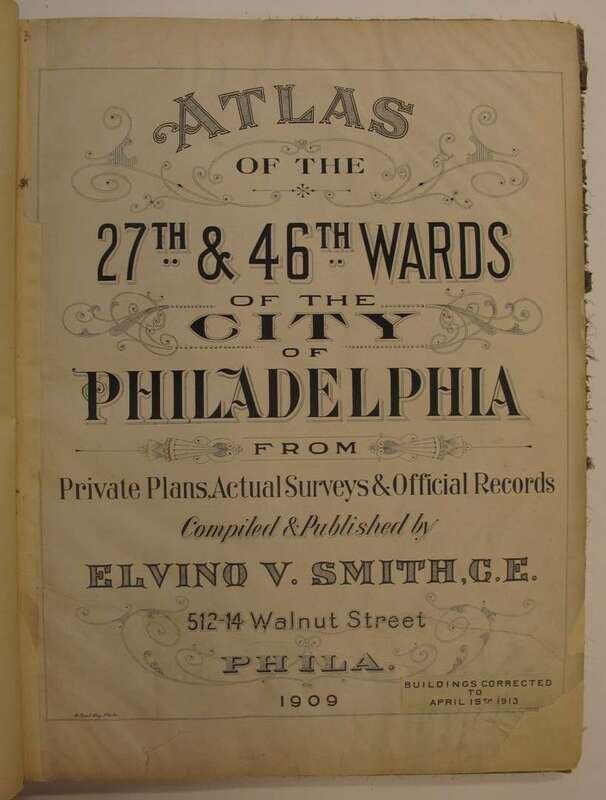 ATLAS
OF THE
27TH & 46TH WARDS
OF THE
CITY
OF
PHILADELPHIA
FROM
Private Plans, Actual Surveys & Official Records
Compiled & Published by
ELVINO V. SMITH, C.E.
512-14 Walnut Street
PHILA.
1909
BUILDINGS CORRECTED
TO
APRIL 15TH 1913